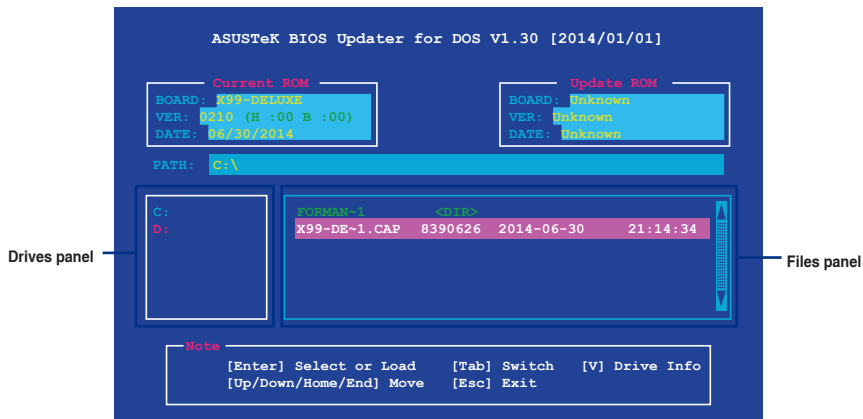 ASUSTeK BIOS Updater for DOS V1.30 [2014/01/01]
Current ROM
BOARD: X99-DELUXE
VER: 0210 (H :00 B :00)
DATE: 06/30/2014
Update ROM
BOARD: Unknown
VER: Unknown
DATE: Unknown
PATH: C:\
C:
D:
FORMAN~1 <DIR>
X99-DE~1.CAP 8390626 2014-06-30 21:14:34
Drives panel
Files panel
Note
[Enter] Select or Load [Tab] Switch [V] Drive Info
[Up/Down/Home/End] Move [Esc] Exit